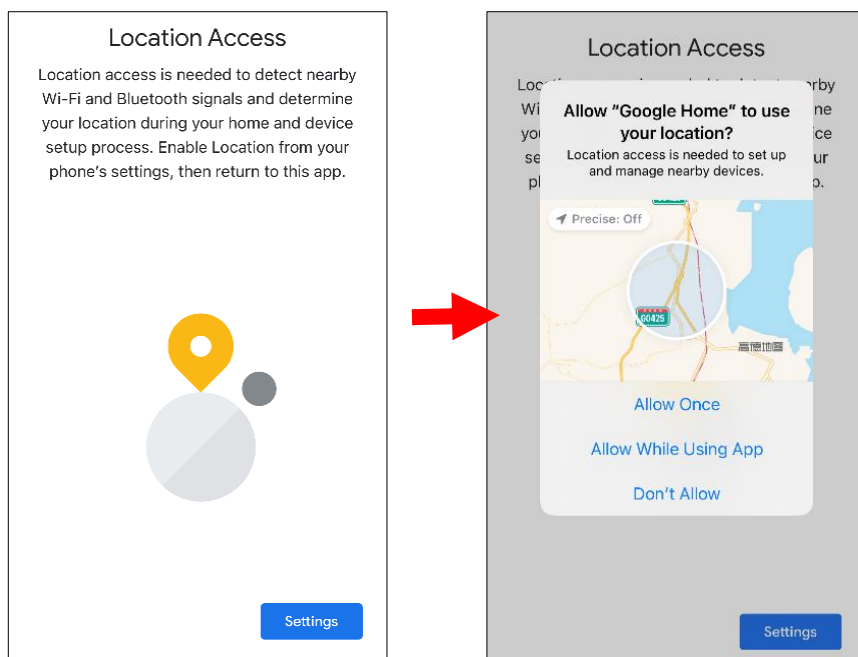 Location Access
Location access is needed to detect nearby
Wi-Fi and Bluetooth signals and determine
your location during your home and device
setup process. Enable Location from your
phone's settings, then return to this app.
Settings
Location Access
Allow "Google Home" to use
your location?
Location access is needed to set up
and manage nearby devices.
Precise: Off
G0425
高德地图
Allow Once
Allow While Using App
Don't Allow
Settings